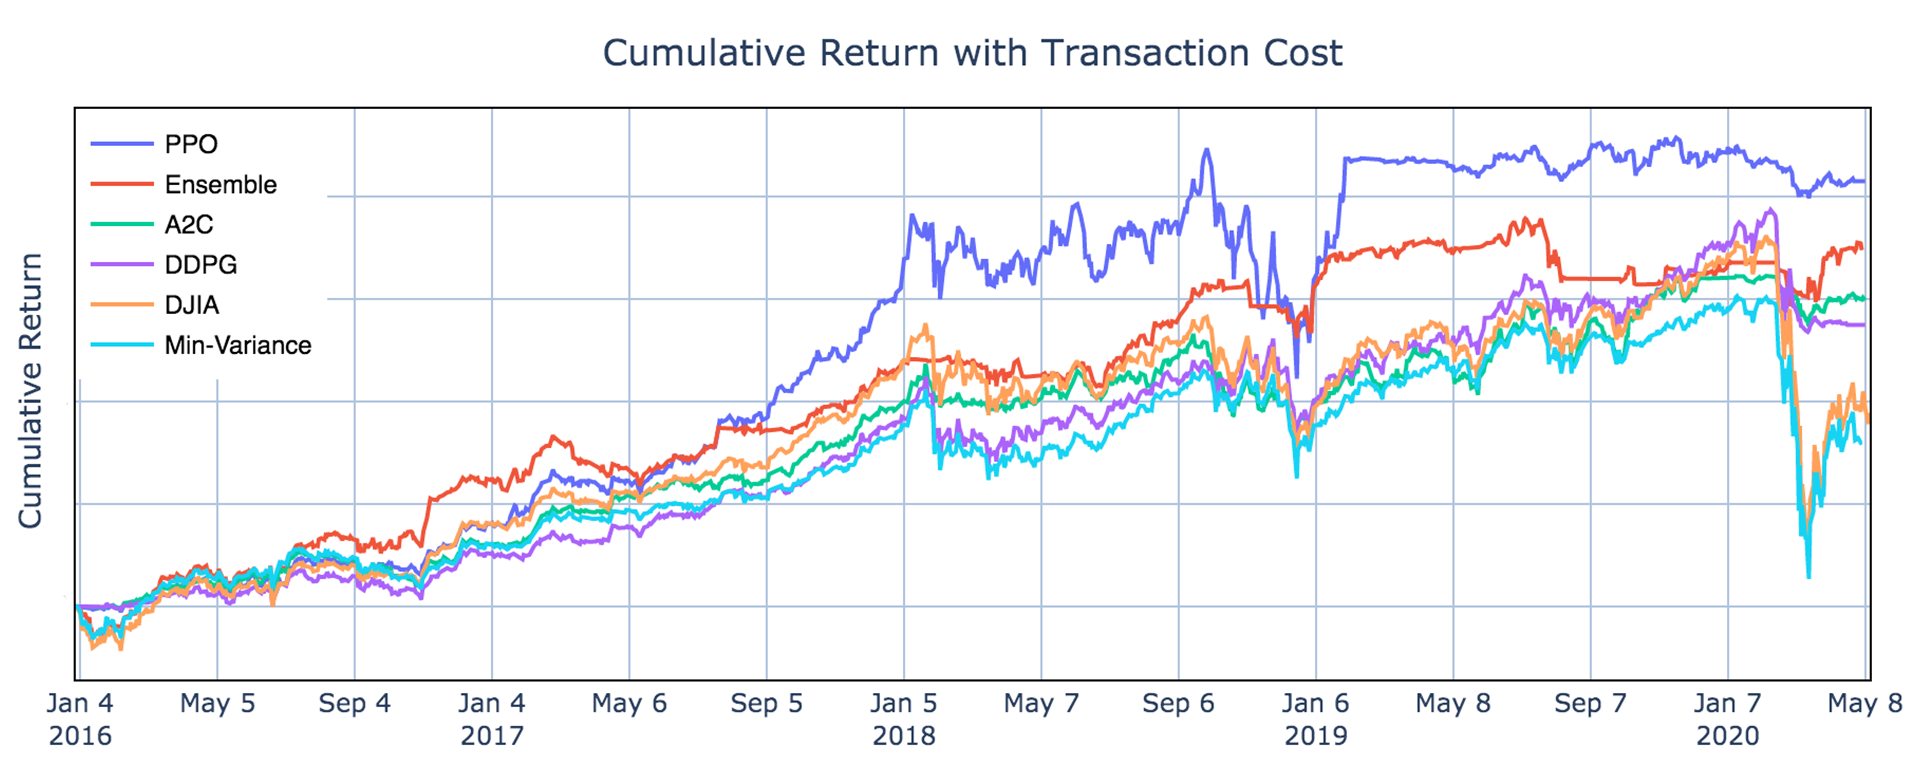 Cumulative Return with Transaction Cost
PPO
Ensemble
A2C
DDPG
DJIA
Min-Variance
Cumulative Return
Jan 4 May 5 Sep 4 Jan 4 May 6 Sep 5 Jan 5 May 7 Sep 6 Jan 6 May 8 Sep 7 Jan 7 May 8
2016 2017 2018 2019 2020